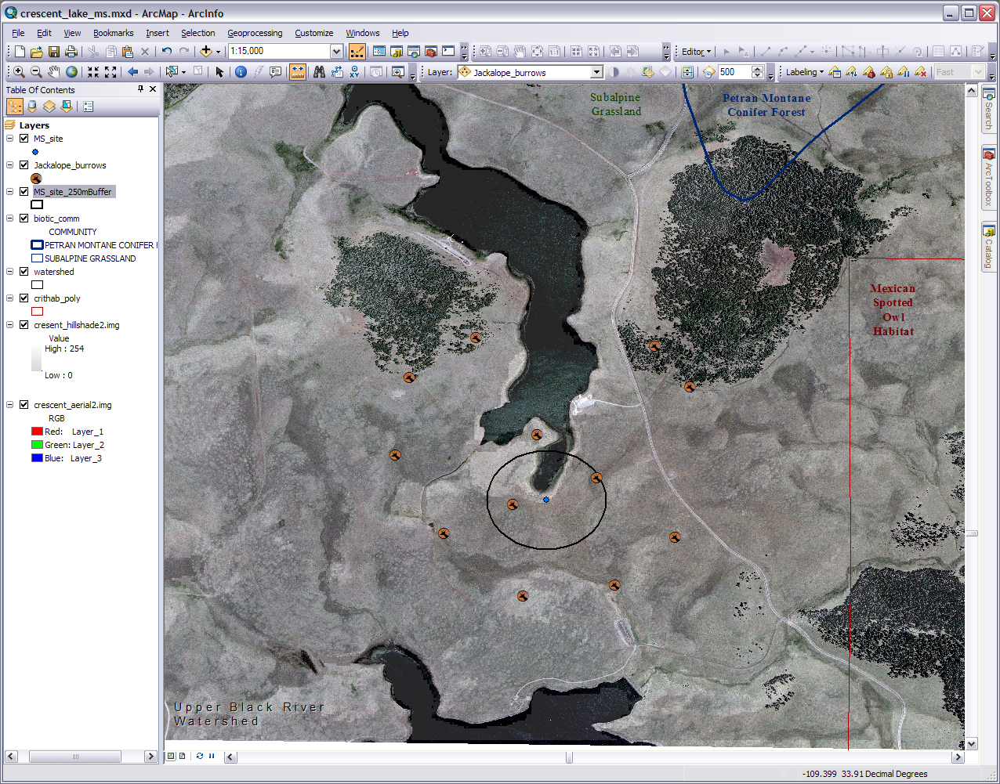 crescent_lake_ms.mxd - ArcMap - ArcInfo
File Edit View Bookmarks Insert Selection Geoprocessing Customize Windows Help
1:15,000
Editor
Layer: Jackalope_burrows
500
Labeling
Fast
Table Of Contents
Layers
MS_site
Jackalope_burrows
MS_site_250mBuffer
biotic_comm
COMMUNITY
PETRAN MONTANE CONIFER
SUBALPINE GRASSLAND
watershed
crithab_poly
cresent_hillshade2.img
Value
High : 254
Low : 0
crescent_aerial2.img
RGB
Red: Layer_1
Green: Layer_2
Blue: Layer_3
Subalpine
Grassland
Petran Montane
Conifer Forest
Mexican
Spotted
Owl
Habitat
Upper Black River
Watershed
Search
ArcToolbox
Catalog
-109.399 33.91 Decimal Degrees